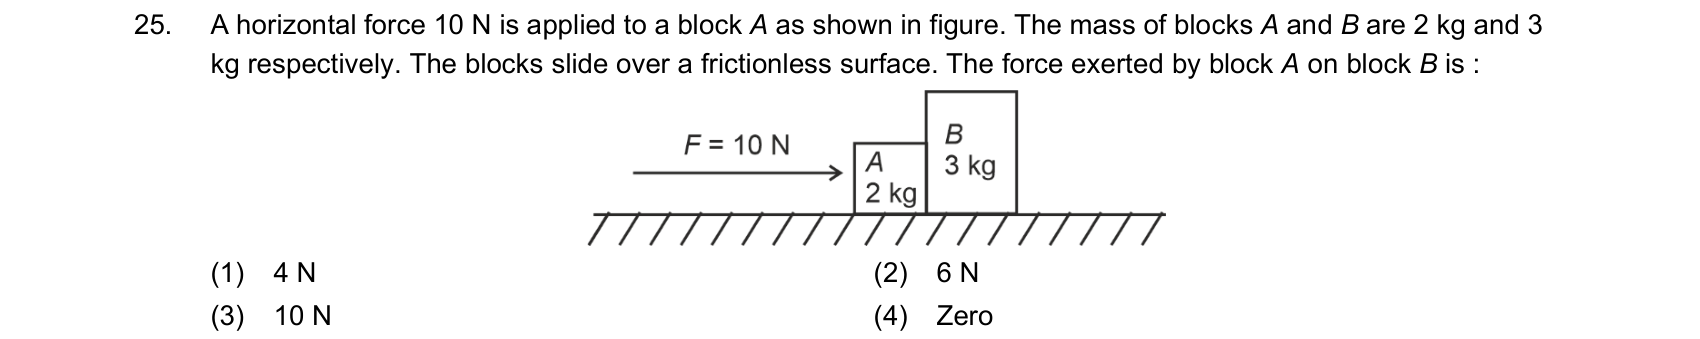 25. A horizontal force 10 N is applied to a block A as shown in figure. The mass of blocks A and B are 2 kg and 3
kg respectively. The blocks slide over a frictionless surface. The force exerted by block A on block B is :
F = 10 N
A
2 kg
B
3 kg
(1) 4 N
(2) 6 N
(3) 10 N
(4) Zero